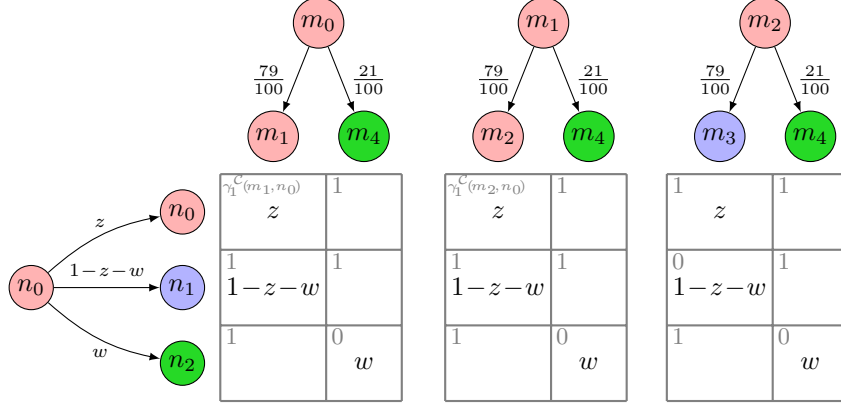 m₀ m₁ m₂
79/100 21/100 79/100 21/100 79/100 21/100
m₁ m₄ m₂ m₄ m₃ m₄
γ₁^𝒞(m₁,n₀) 1 γ₁^𝒞(m₂,n₀) 1 1 1
n₀ z z z
z
1 1 1 1 0 1
n₀ 1−z−w n₁ 1−z−w 1−z−w 1−z−w
1 0 1 0 1 0
w
n₂ w w w